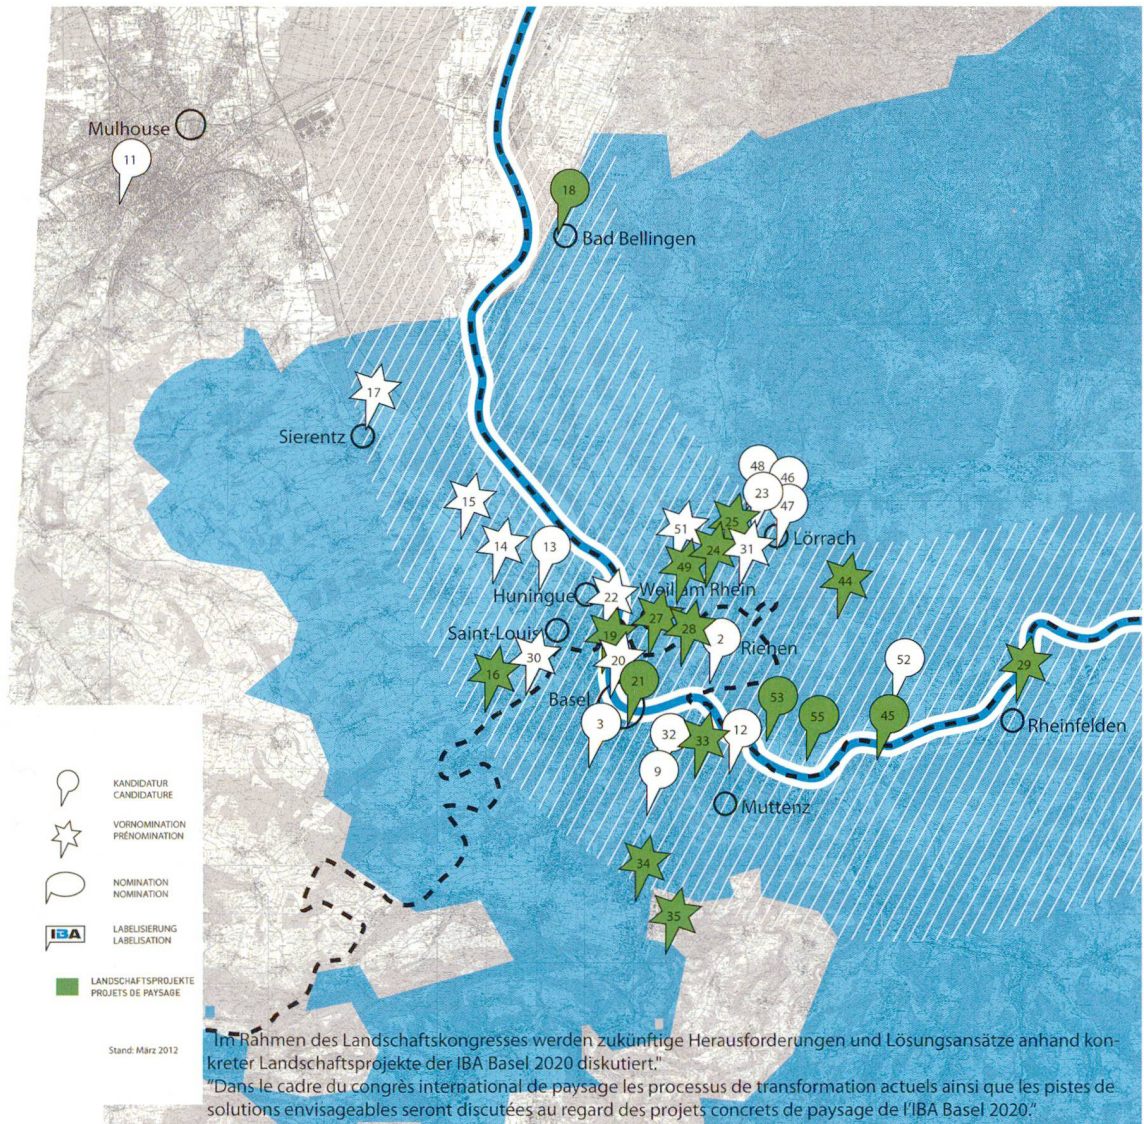 Mulhouse
11
18
Bad Bellingen
17
Sierentz
48
46
23
47
15
51
25
14
13
24
31
Lörrach
49
44
Huningue
22
Weil am Rhein
27
Saint-Louis
19
28
2
Riehen
30
20
52
29
16
21
Basel
53
3
32
33
12
55
45
Rheinfelden
9
Muttenz
34
35
KANDIDATUR
CANDIDATURE
VORNOMINATION
PRÉNOMINATION
NOMINATION
NOMINATION
IBA
LABELISIERUNG
LABELISATION
LANDSCHAFTSPROJEKTE
PROJETS DE PAYSAGE
Stand: März 2012
"Im Rahmen des Landschaftskongresses werden zukünftige Herausforderungen und Lösungsansätze anhand kon-
kreter Landschaftsprojekte der IBA Basel 2020 diskutiert."
"Dans le cadre du congrès international de paysage les processus de transformation actuels ainsi que les pistes de
solutions envisageables seront discutées au regard des projets concrets de paysage de l'IBA Basel 2020."